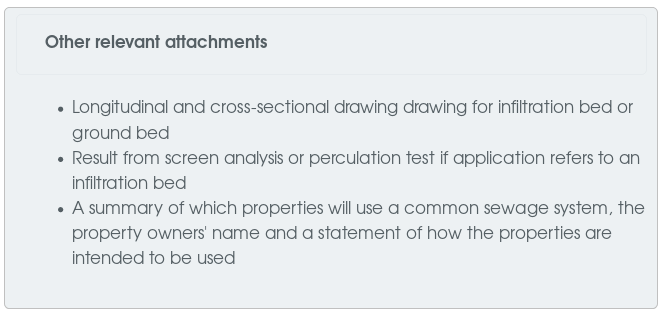 Other relevant attachments
• Longitudinal and cross-sectional drawing drawing for infiltration bed or
ground bed
• Result from screen analysis or perculation test if application refers to an
infiltration bed
• A summary of which properties will use a common sewage system, the
property owners' name and a statement of how the properties are
intended to be used